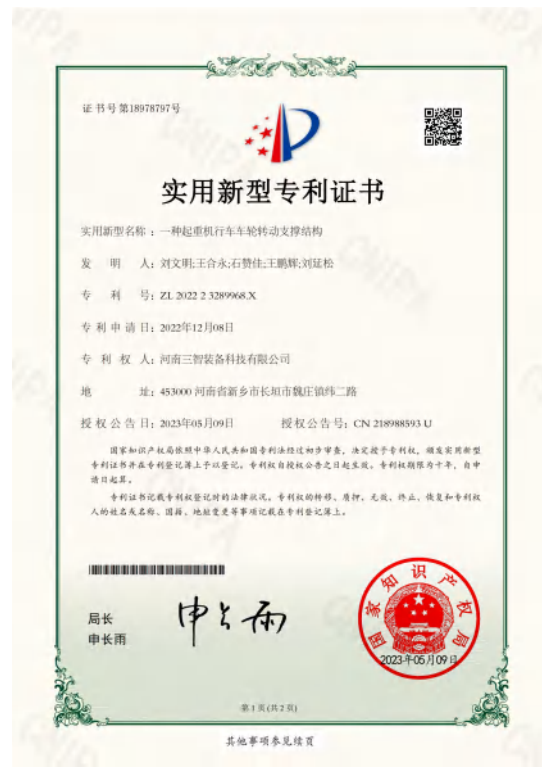 证书号第18978797号
实用新型专利证书
实用新型名称：一种起重机行车车轮转动支撑结构
发明人：刘文明;王合永;石赞佳;王鹏辉;刘延松
专利号：ZL 2022 2 3289968.X
专利申请日：2022年12月08日
专利权人：河南三智装备科技有限公司
地址：453000 河南省新乡市长垣市魏庄镇纬二路
授权公告日：2023年05月09日 授权公告号：CN 218988593 U
国家知识产权局依照中华人民共和国专利法经过初步审查，决定授予专利权，颁发实用新型
专利证书并在专利登记簿上予以登记。专利权自授权公告之日起生效。专利权期限为十年，自申
请日起算。
专利证书记载专利权登记时的法律状况。专利权的转移、质押、无效、终止、恢复和专利权
人的姓名或名称、国籍、地址变更等事项记载在专利登记簿上。
局长
申长雨
申长雨
国家知识产权局
2023年05月09日
第1页(共2页)
其他事项参见续页
CNIPA